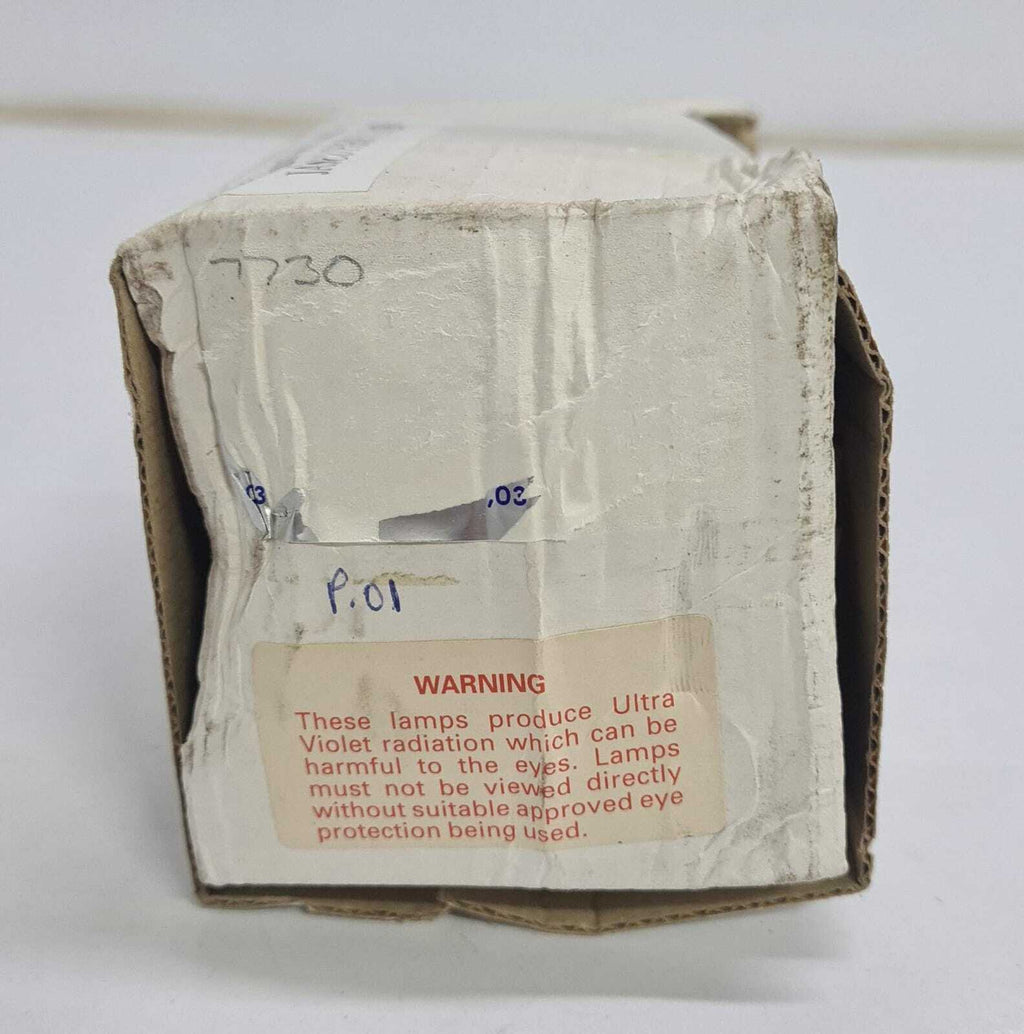 7730
03
,03
P.01
WARNING
These lamps produce Ultra
Violet radiation which can be
harmful to the eyes. Lamps
must not be viewed directly
without suitable approved eye
protection being used.